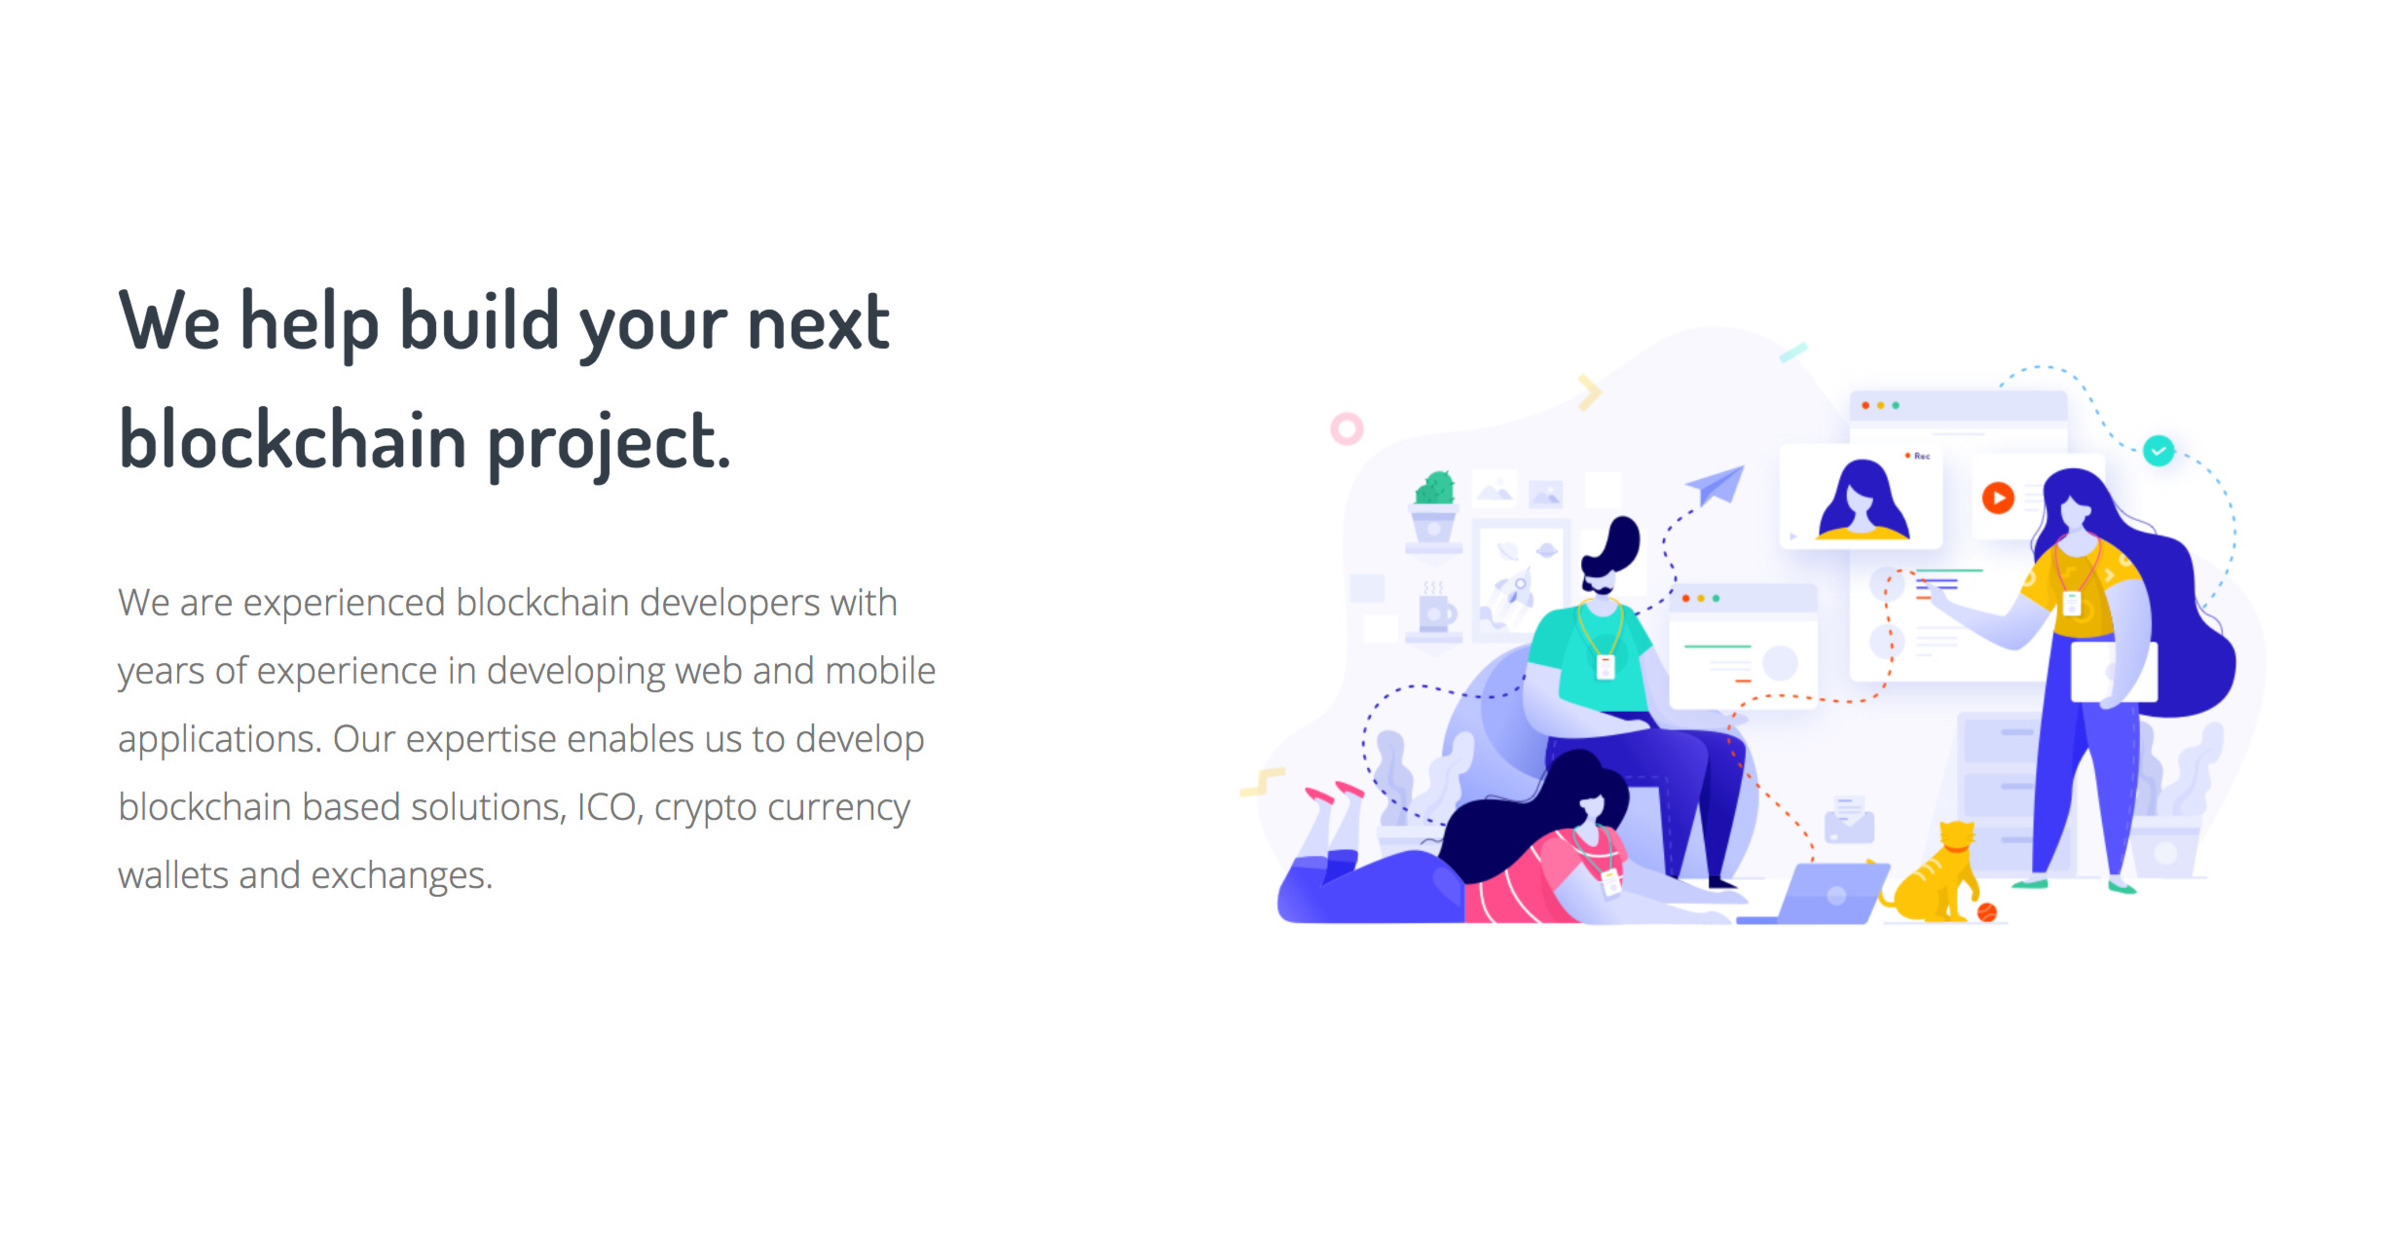 We help build your next
blockchain project.
We are experienced blockchain developers with
years of experience in developing web and mobile
applications. Our expertise enables us to develop
blockchain based solutions, ICO, crypto currency
wallets and exchanges.
Rec